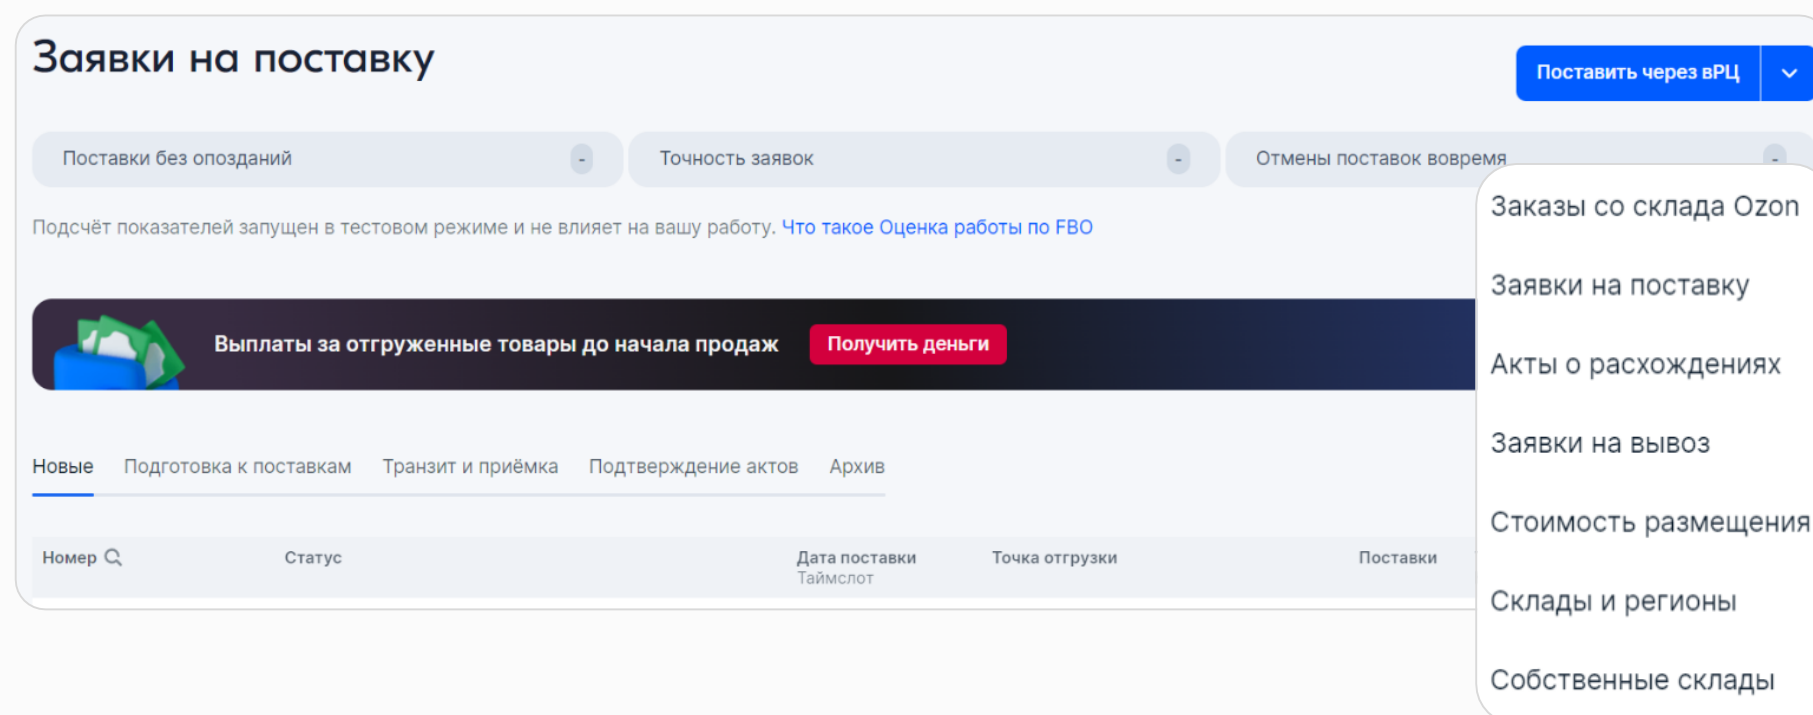 Заявки на поставку
Поставить через вРЦ
Поставки без опозданий -
Точность заявок -
Отмены поставок вовремя -
Подсчёт показателей запущен в тестовом режиме и не влияет на вашу работу. Что такое Оценка работы по FBO
Выплаты за отгруженные товары до начала продаж
Получить деньги
Новые Подготовка к поставкам Транзит и приёмка Подтверждение актов Архив
Номер Статус Дата поставки Точка отгрузки Поставки
Таймслот
Заказы со склада Ozon
Заявки на поставку
Акты о расхождениях
Заявки на вывоз
Стоимость размещения
Склады и регионы
Собственные склады